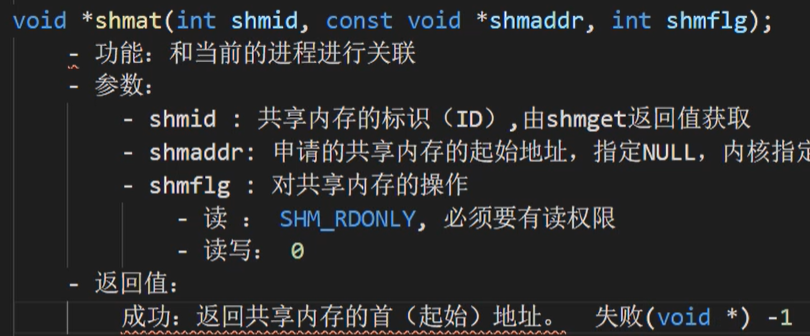 void *shmat(int shmid, const void *shmaddr, int shmflg);
- 功能：和当前的进程进行关联
- 参数：
- shmid : 共享内存的标识（ID）,由shmget返回值获取
- shmaddr: 申请的共享内存的起始地址，指定NULL，内核指定
- shmflg : 对共享内存的操作
- 读 ： SHM_RDONLY, 必须要有读权限
- 读写： 0
- 返回值：
成功：返回共享内存的首（起始）地址。 失败(void *) -1